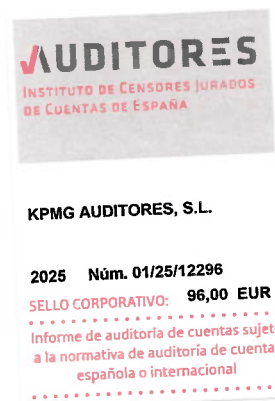 AUDITORES
INSTITUTO DE CENSORES JURADOS
DE CUENTAS DE ESPAÑA
KPMG AUDITORES, S.L.
2025 Núm. 01/25/12296
SELLO CORPORATIVO: 96,00 EUR
Informe de auditoría de cuentas sujet
a la normativa de auditoría de cuenta
española o internacional